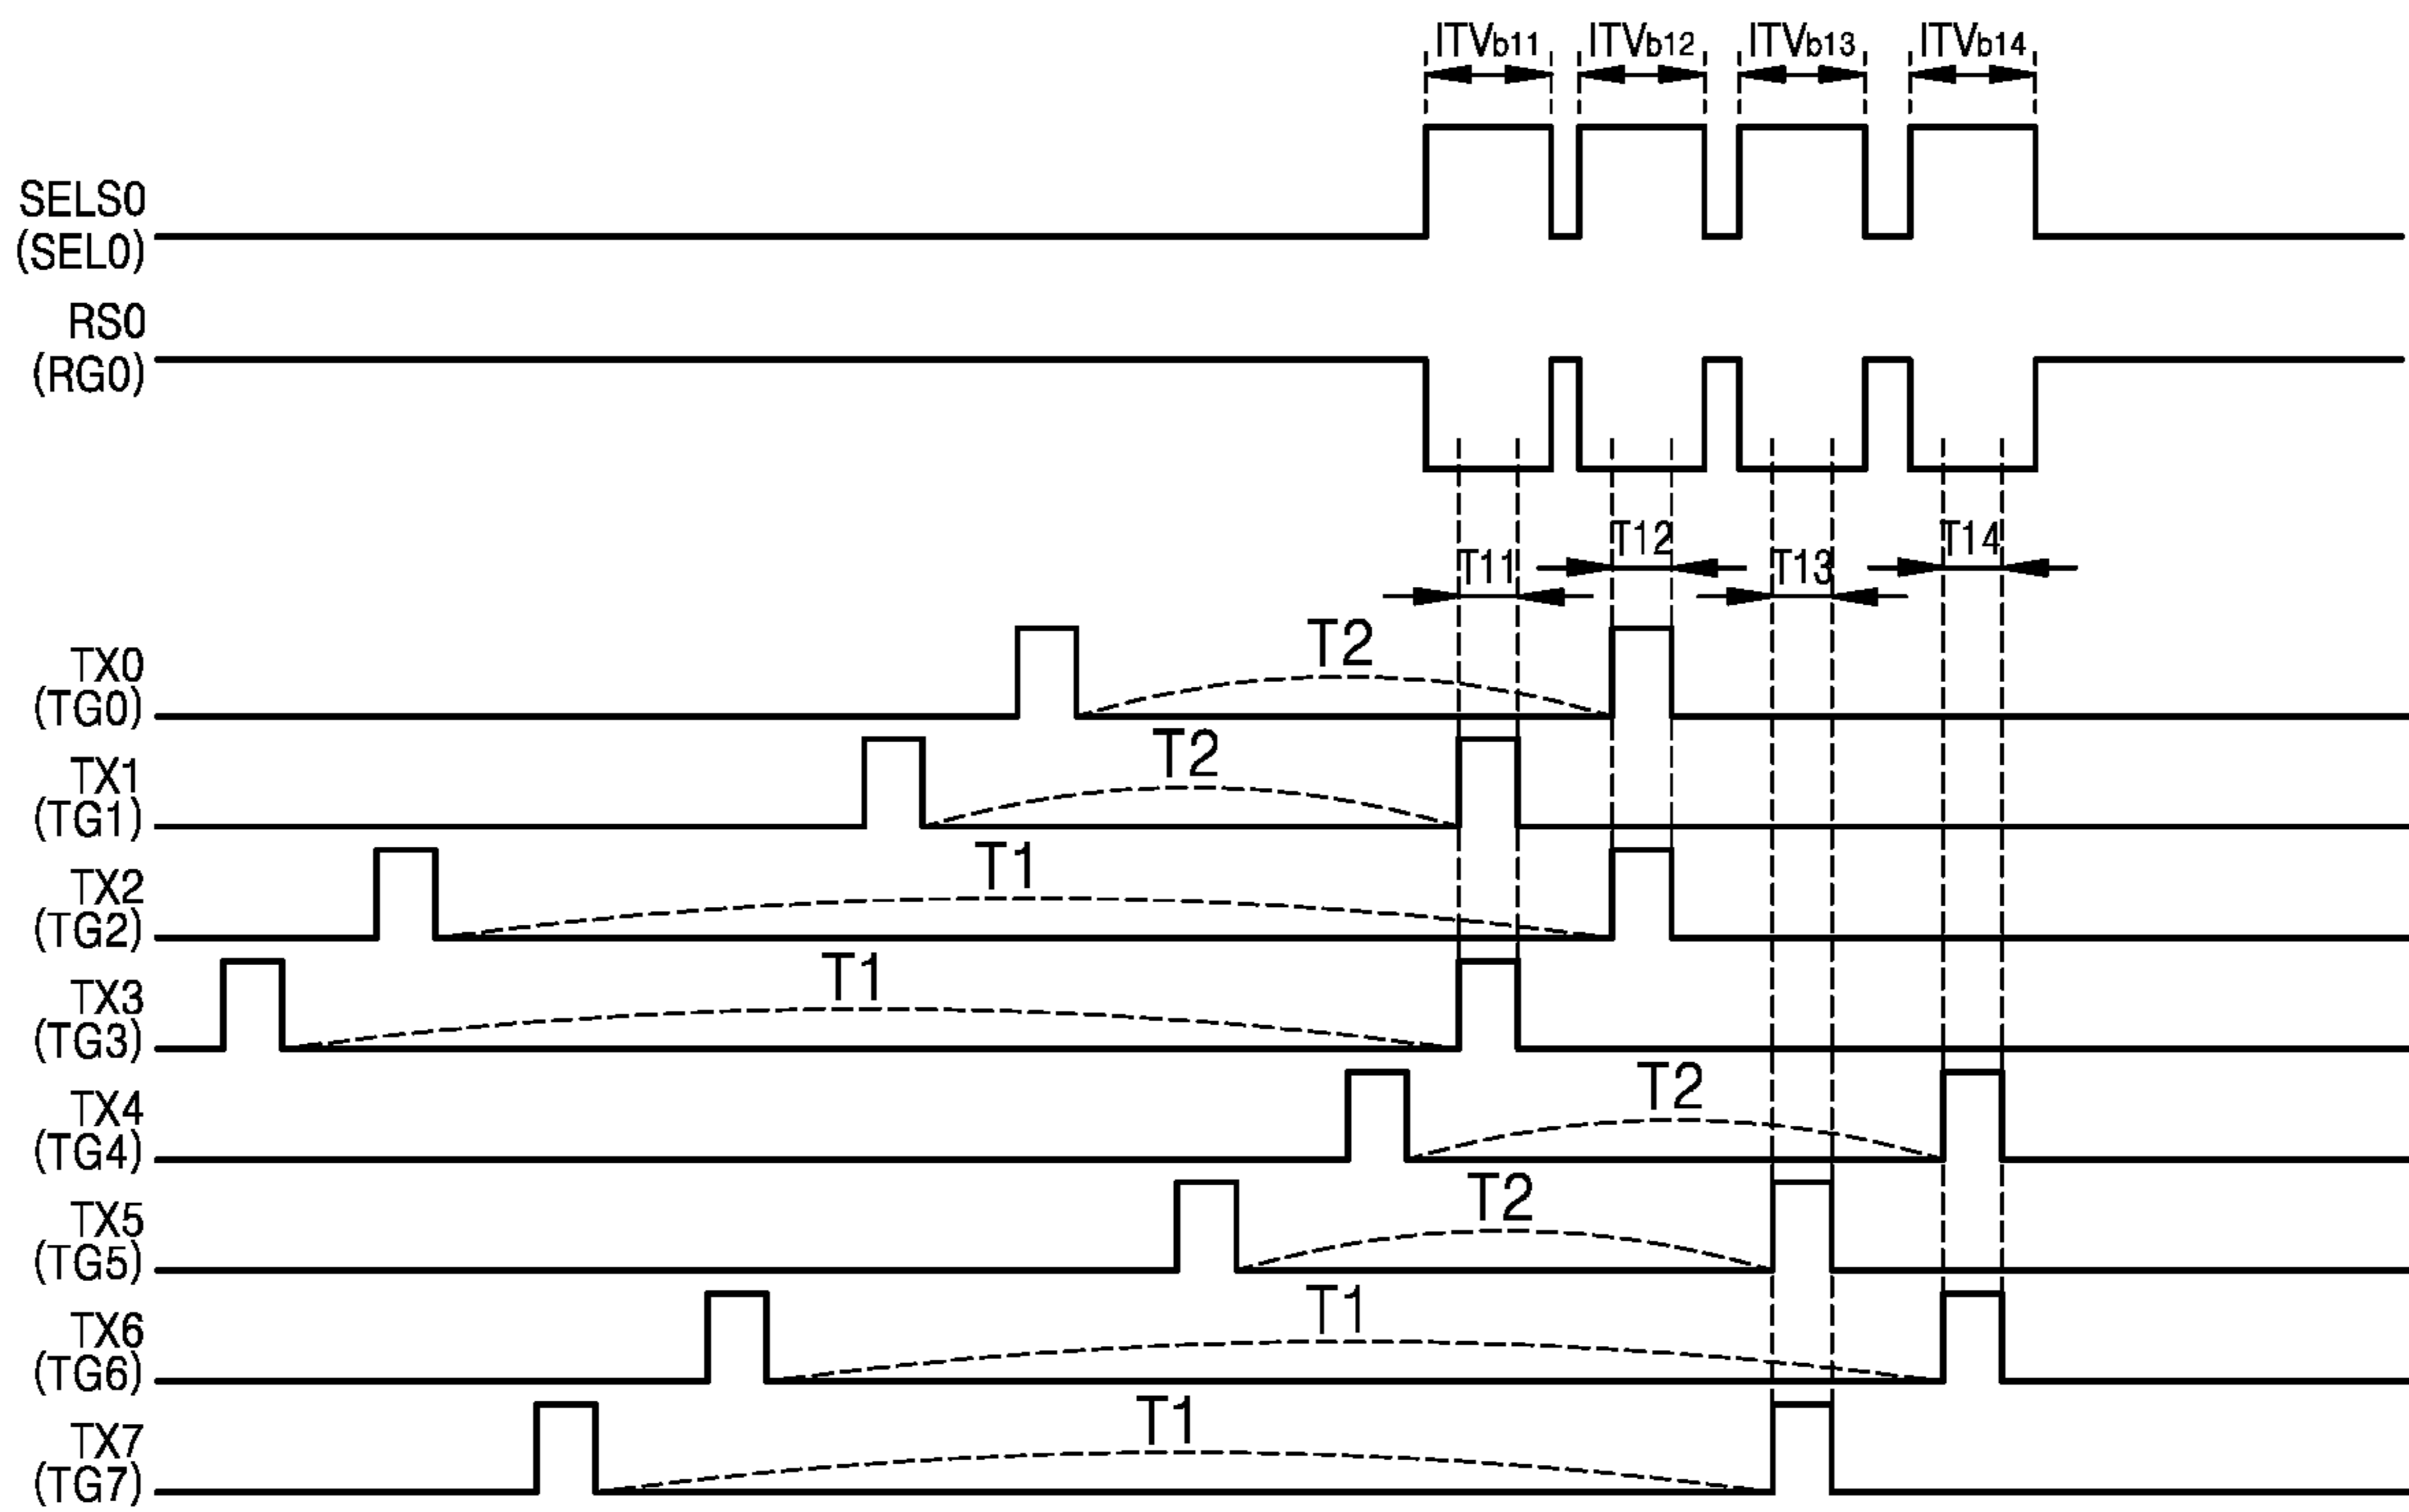 ITVb11 ITVb12 ITVb13 ITVb14
SELS0
(SEL0)
RS0
(RG0)
T12 T14
T11 T13
TX0
(TG0)
T2
TX1
(TG1)
T2
TX2
(TG2)
T1
TX3
(TG3)
T1
TX4
(TG4)
T2
TX5
(TG5)
T2
TX6
(TG6)
T1
TX7
(TG7)
T1